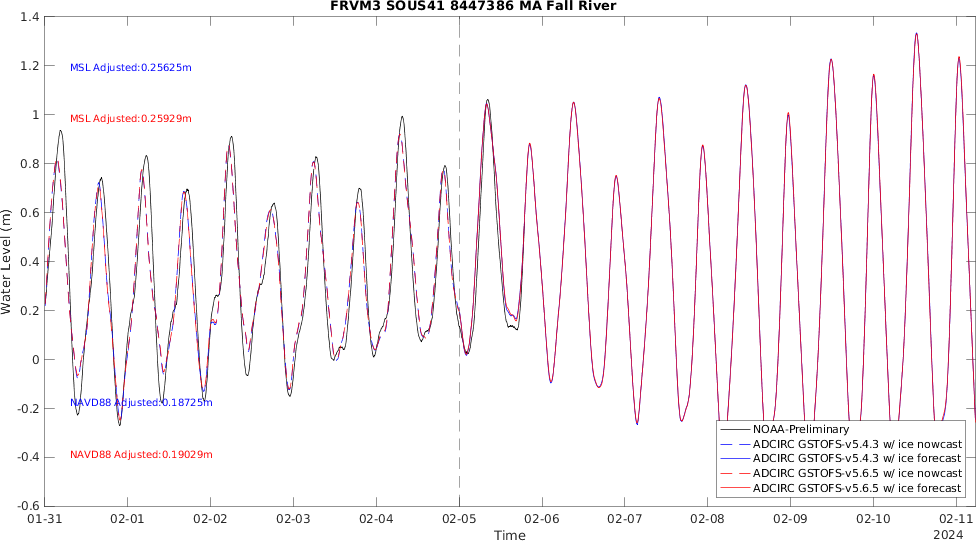 FRVM3 SOUS41 8447386 MA Fall River
1.4
1.2
1
0.8
0.6
0.4
0.2
0
-0.2
-0.4
-0.6
Water Level (m)
MSL Adjusted:0.25625m
MSL Adjusted:0.25929m
NAVD88 Adjusted:0.18725m
NAVD88 Adjusted:0.19029m
NOAA-Preliminary
ADCIRC GSTOFS-v5.4.3 w/ ice nowcast
ADCIRC GSTOFS-v5.4.3 w/ ice forecast
ADCIRC GSTOFS-v5.6.5 w/ ice nowcast
ADCIRC GSTOFS-v5.6.5 w/ ice forecast
01-31 02-01 02-02 02-03 02-04 02-05 02-06 02-07 02-08 02-09 02-10 02-11
Time
2024